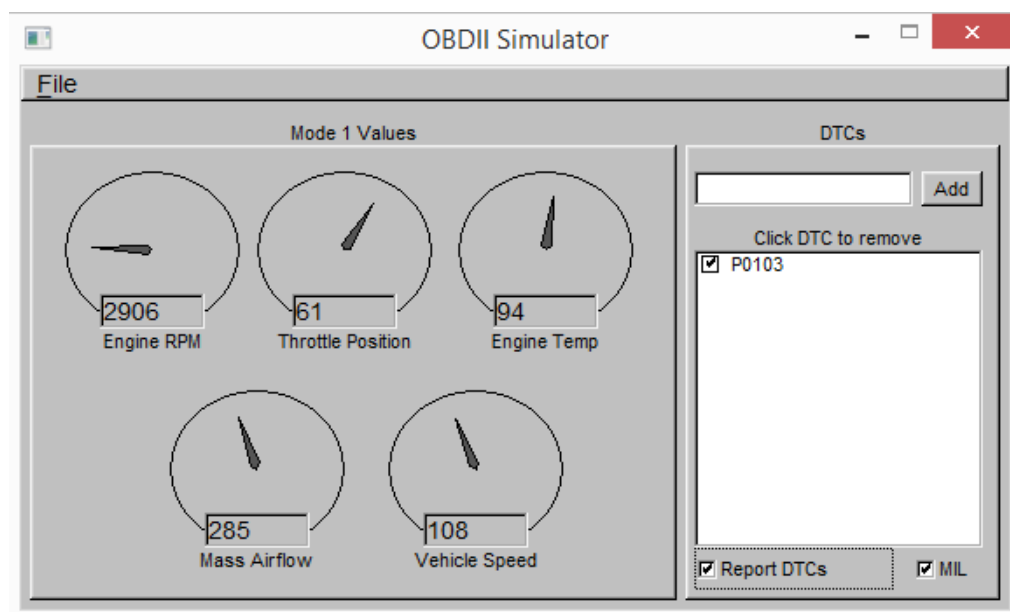 OBDII Simulator
File
Mode 1 Values
DTCs
Add
Click DTC to remove
P0103
2906
61
94
Engine RPM
Throttle Position
Engine Temp
285
108
Mass Airflow
Vehicle Speed
Report DTCs
MIL